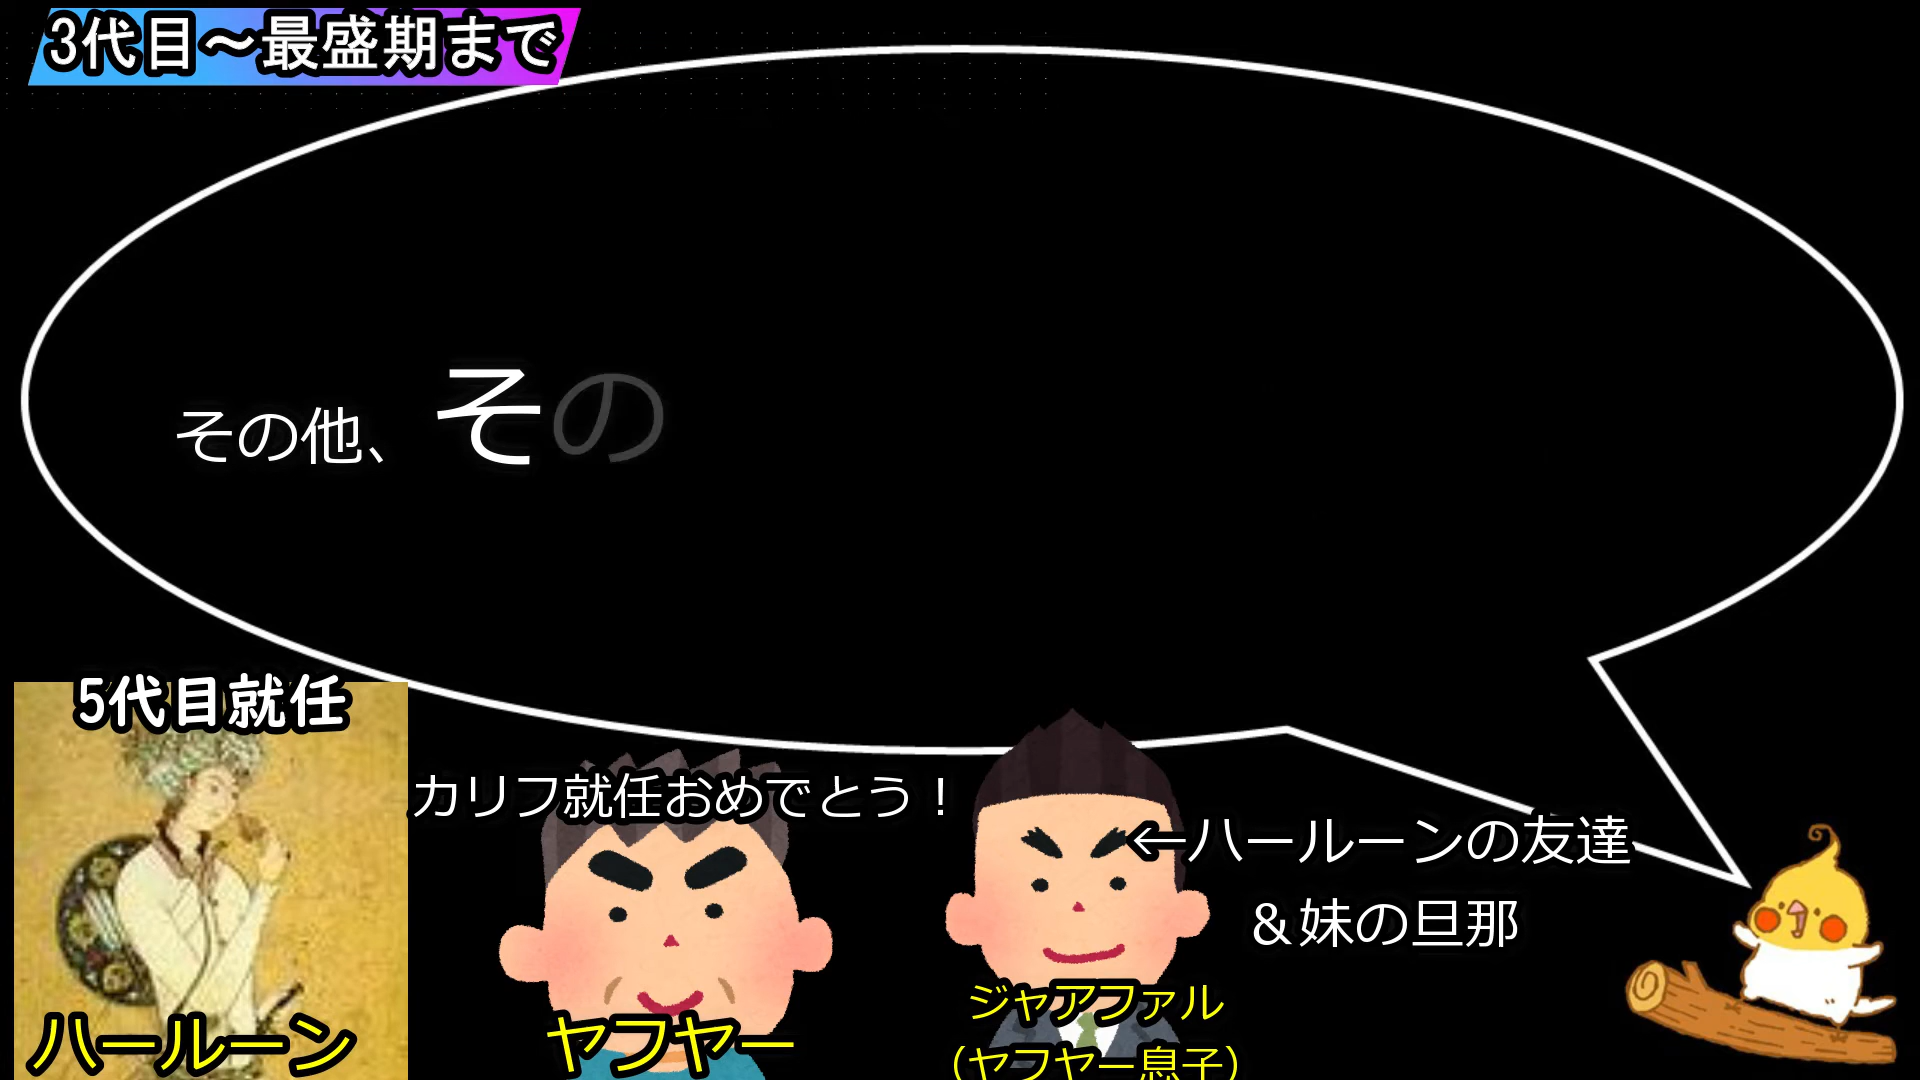 3代目～最盛期まで
その他、その
5代目就任
カリフ就任おめでとう！
←ハールーンの友達
＆妹の旦那
ハールーン
ヤフヤー
ジャアファル
(ヤフヤー息子)